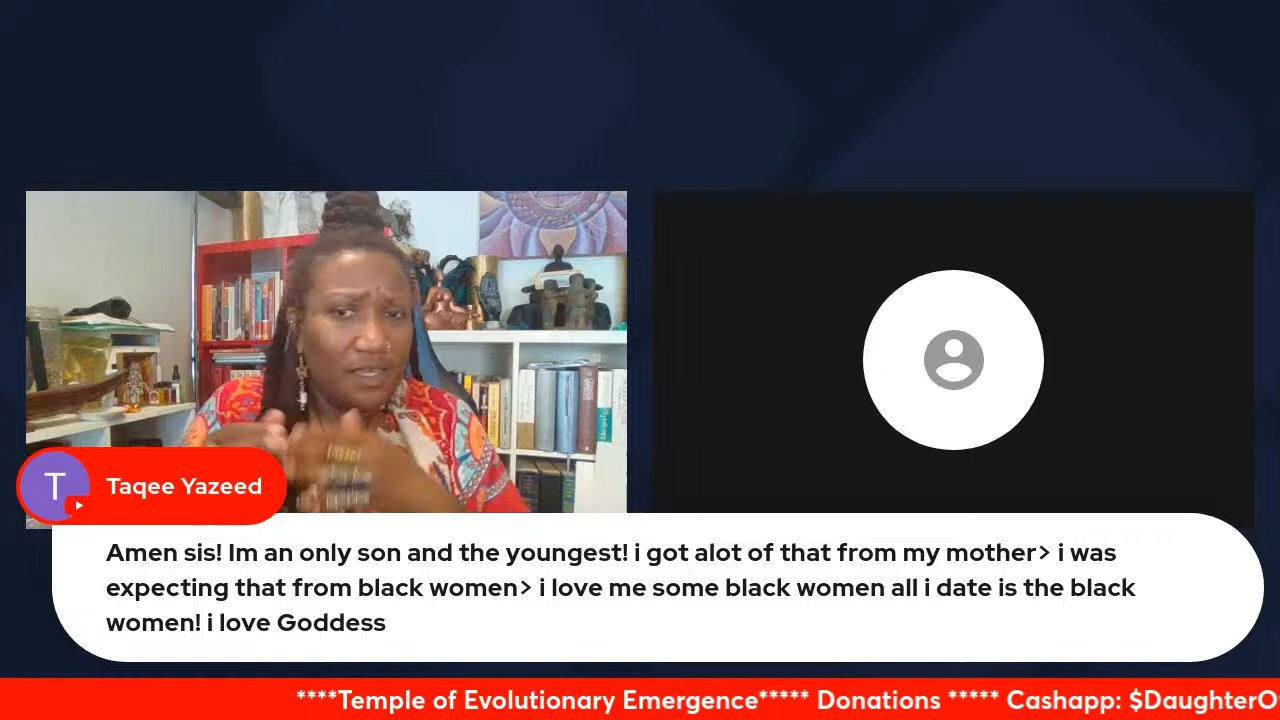 T
Taqee Yazeed
Amen sis! Im an only son and the youngest! i got alot of that from my mother> i was
expecting that from black women> i love me some black women all i date is the black
women! i love Goddess
****Temple of Evolutionary Emergence***** Donations ***** Cashapp: $DaughterO